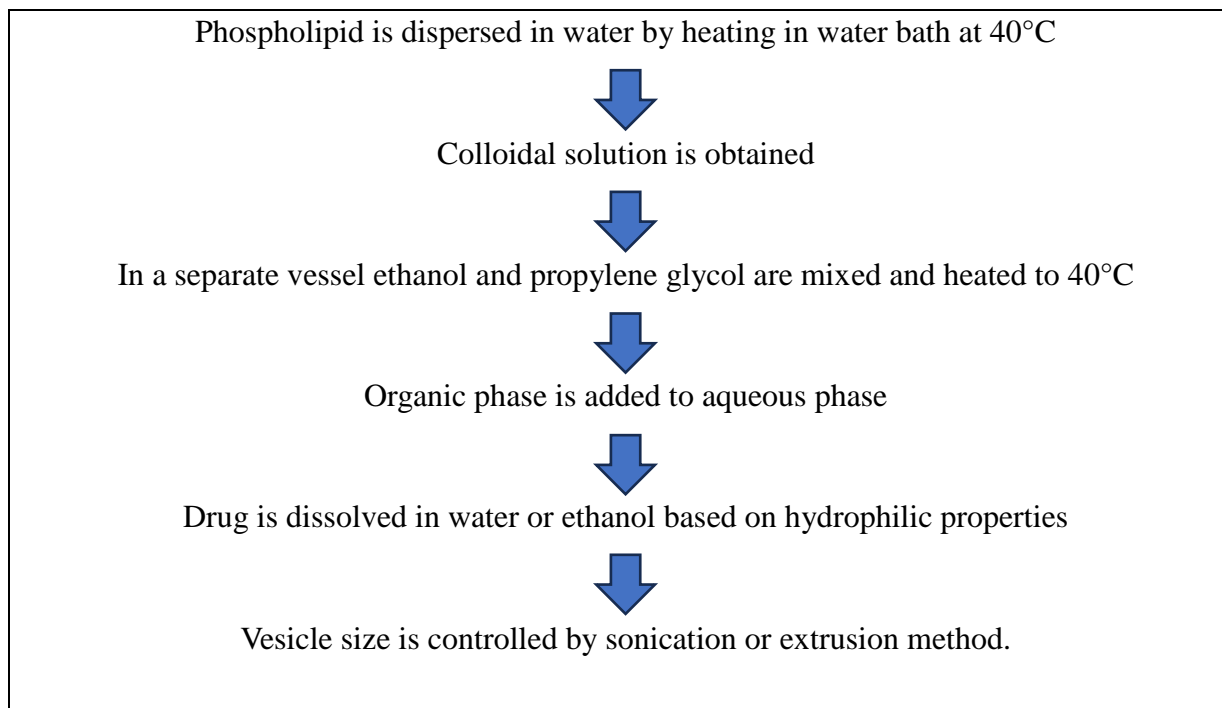 Phospholipid is dispersed in water by heating in water bath at 40°C
Colloidal solution is obtained
In a separate vessel ethanol and propylene glycol are mixed and heated to 40°C
Organic phase is added to aqueous phase
Drug is dissolved in water or ethanol based on hydrophilic properties
Vesicle size is controlled by sonication or extrusion method.